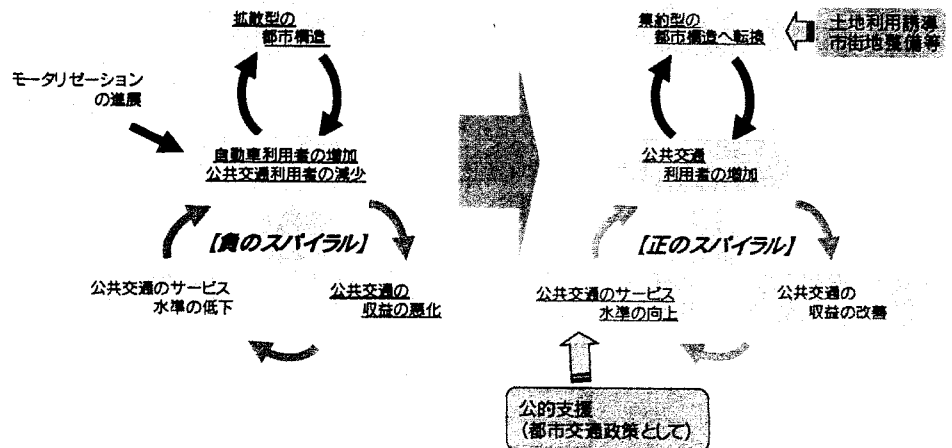 拡散型の
都市構造
モータリゼーション
の進展
自動車利用者の増加
公共交通利用者の減少
【負のスパイラル】
公共交通のサービス
水準の低下
公共交通の
収益の悪化
集約型の
都市構造へ転換
土地利用誘導
市街地整備等
公共交通
利用者の増加
【正のスパイラル】
公共交通のサービス
水準の向上
公共交通の
収益の改善
公的支援
(都市交通政策として)